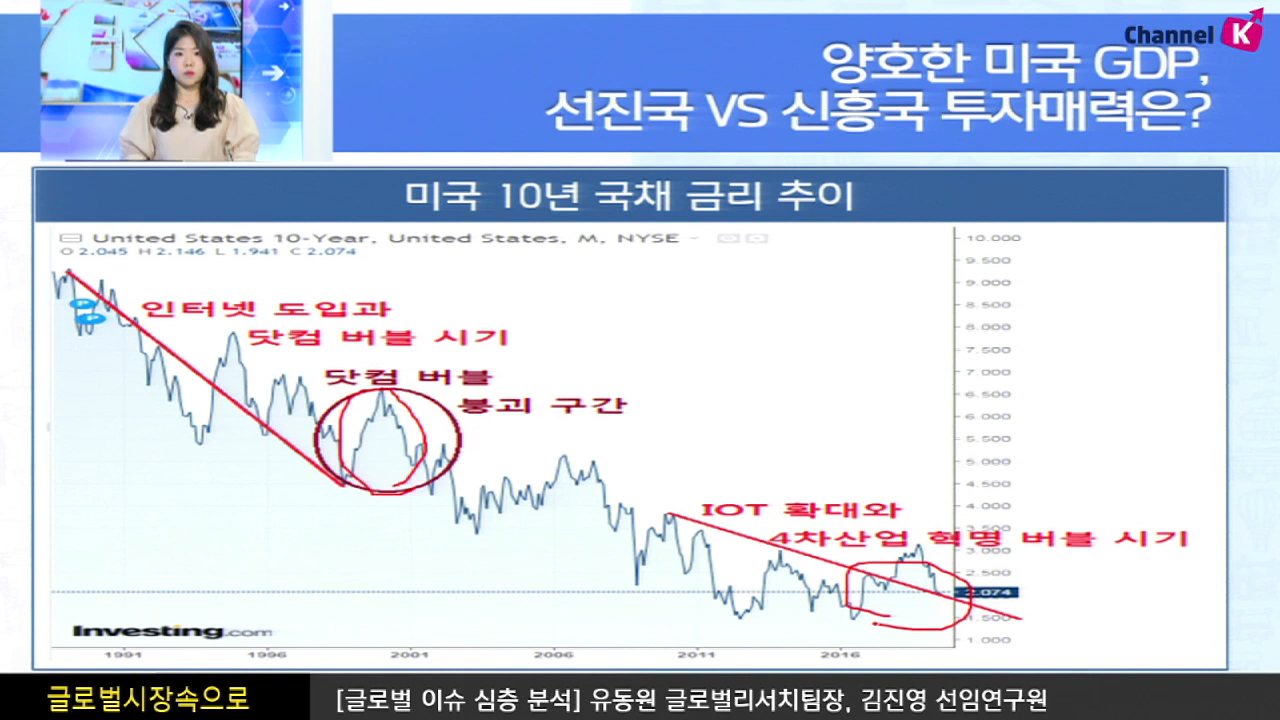 Channel K
양호한 미국 GDP,
선진국 VS 신흥국 투자매력은?
미국 10년 국채 금리 추이
United States 10-Year, United States, M, NYSE
O 2.045 H 2.146 L 1.941 C 2.074
인터넷 도입과
닷컴 버블 시기
닷컴 버블
붕괴 구간
IOT 확대와
4차산업 혁명 버블 시기
10.000
9.500
9.000
8.500
8.000
7.500
7.000
6.500
6.000
5.500
5.000
4.500
4.000
3.500
3.000
2.500
2.074
1.500
1.000
Investing.com
1991 1996 2001 2006 2011 2016
글로벌시장속으로
[글로벌 이슈 심층 분석] 유동원 글로벌리서치팀장, 김진영 선임연구원